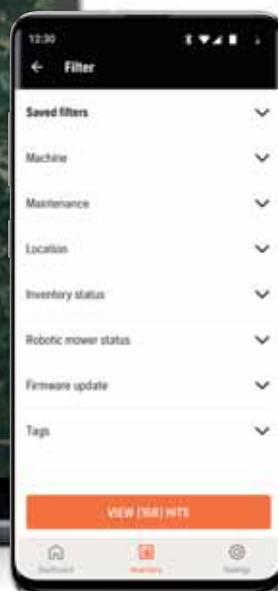 12:30
Filter
Saved filters
Machine
Maintenance
Location
Inventory status
Robotic mower status
Firmware update
Tags
VIEW (168) HITS
Dashboard
Inventory
Settings